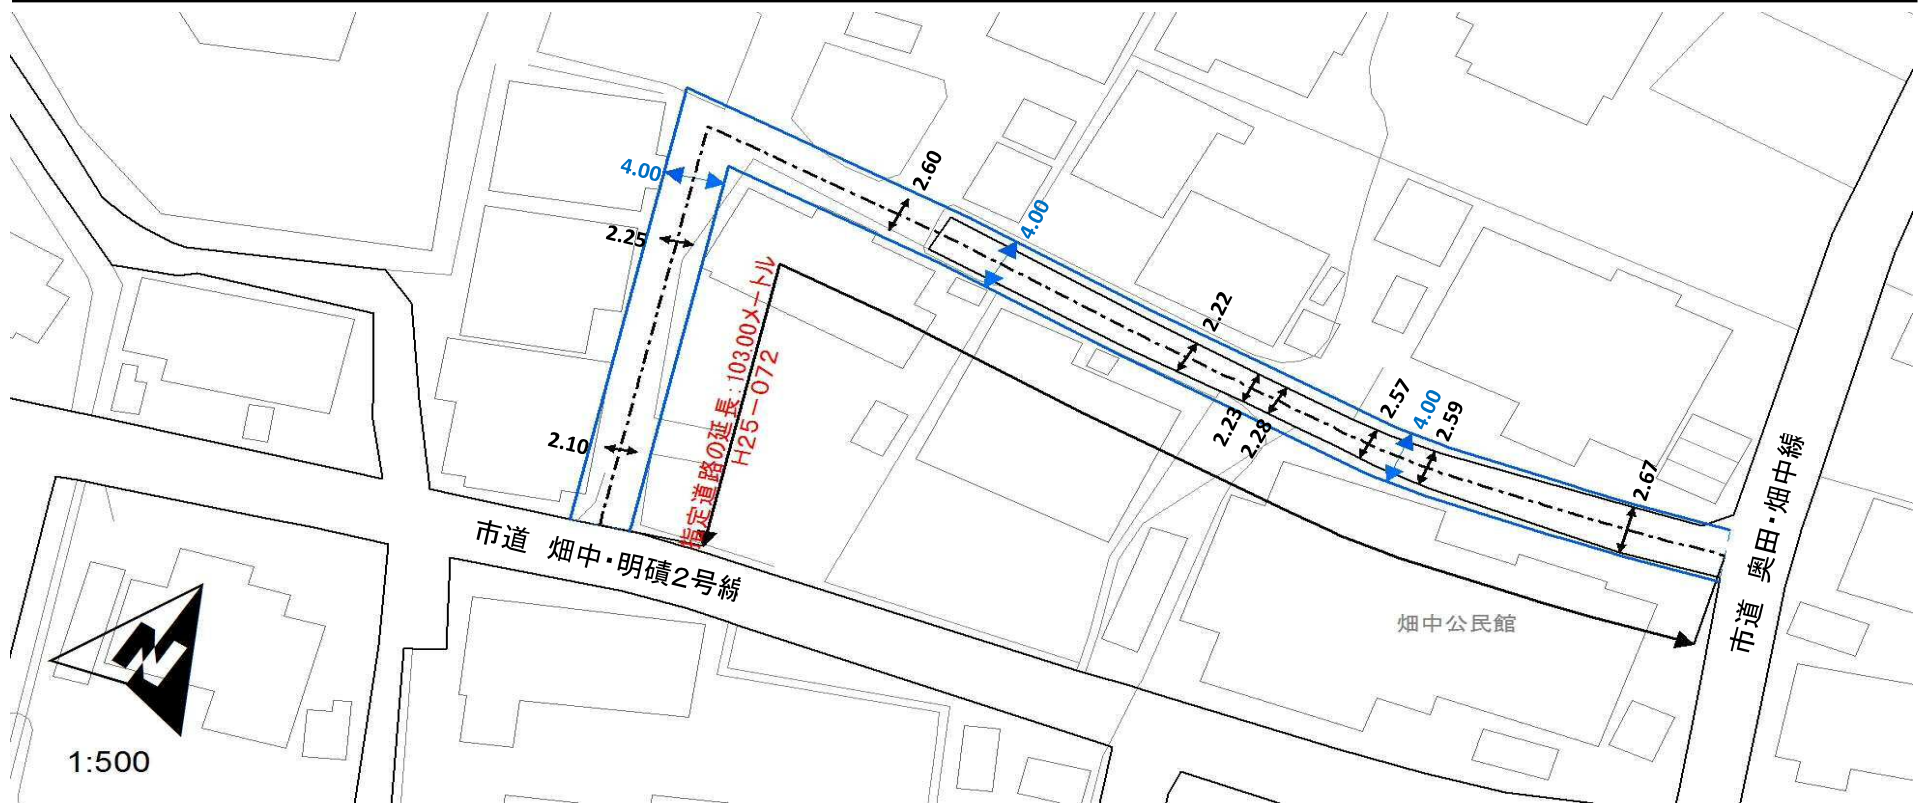 4.00
2.60
4.00
2.25
2.22
2.57
4.00
2.59
2.23
2.28
2.10
2.67
指定道路の延長:103.00メートル
H25-072
市道 畑中・明磧2号線
市道 奥田・畑中線
畑中公民館
N
1:500